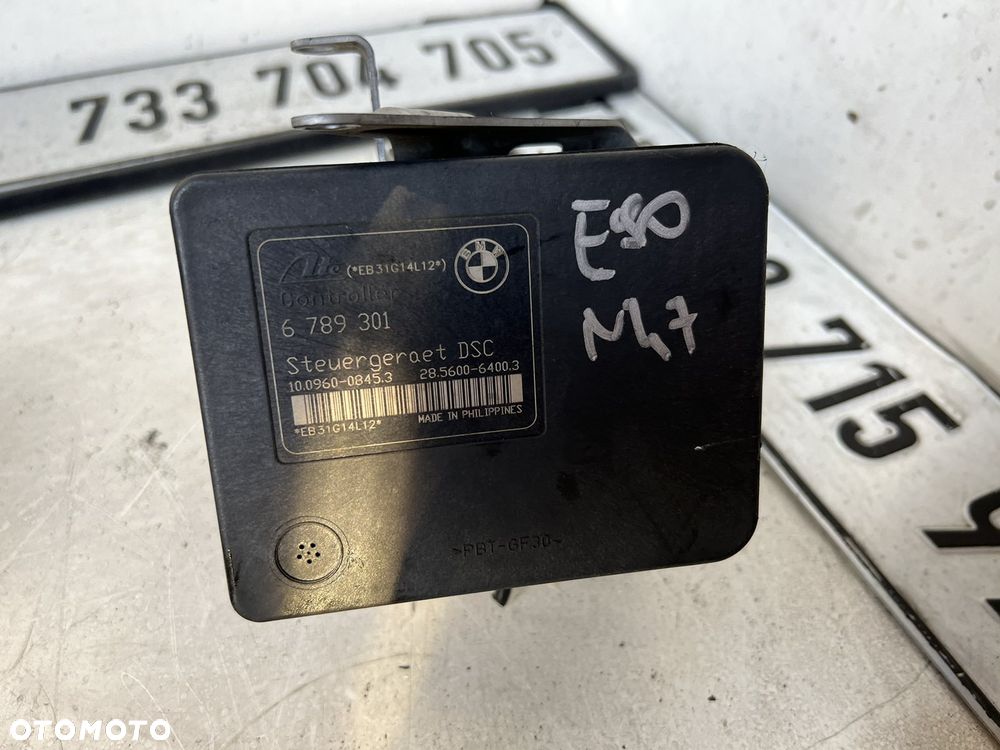 733 704 705
E90
M47
Ate (*EB31G14L12*)
BMW
Controller
6 789 301
Steuergeraet DSC
10.0960-0845.3 28.5600-6400.3
*EB31G14L12* MADE IN PHILIPPINES
>PBT-GF30<
715
OTOMOTO